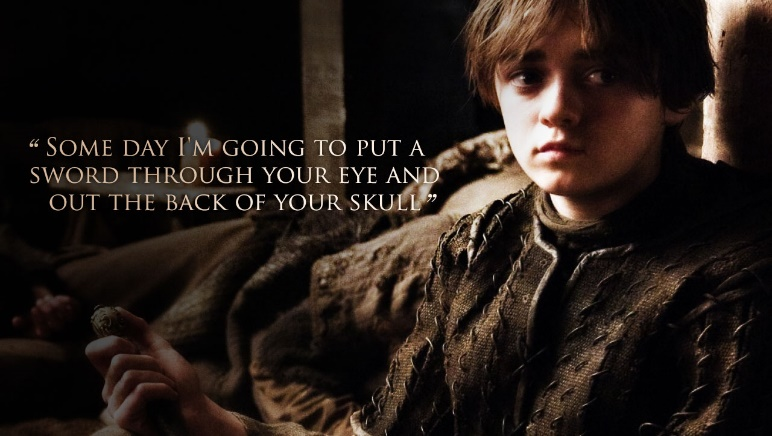 “ Some day I'm going to put a
sword through your eye and
out the back of your skull ”